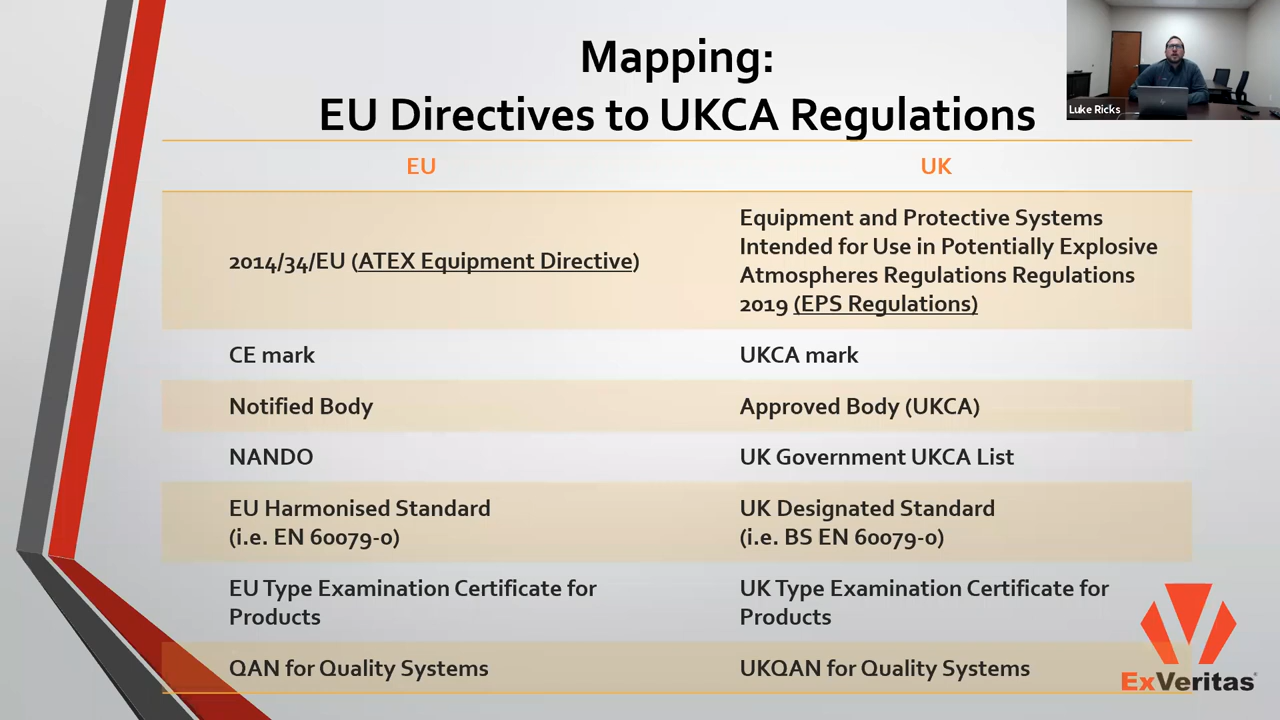 Mapping:
EU Directives to UKCA Regulations
Luke Ricks
EU
UK
2014/34/EU (ATEX Equipment Directive)
Equipment and Protective Systems
Intended for Use in Potentially Explosive
Atmospheres Regulations Regulations
2019 (EPS Regulations)
CE mark
UKCA mark
Notified Body
Approved Body (UKCA)
NANDO
UK Government UKCA List
EU Harmonised Standard
(i.e. EN 60079-0)
UK Designated Standard
(i.e. BS EN 60079-0)
EU Type Examination Certificate for
Products
UK Type Examination Certificate for
Products
QAN for Quality Systems
UKQAN for Quality Systems
ExVeritas®